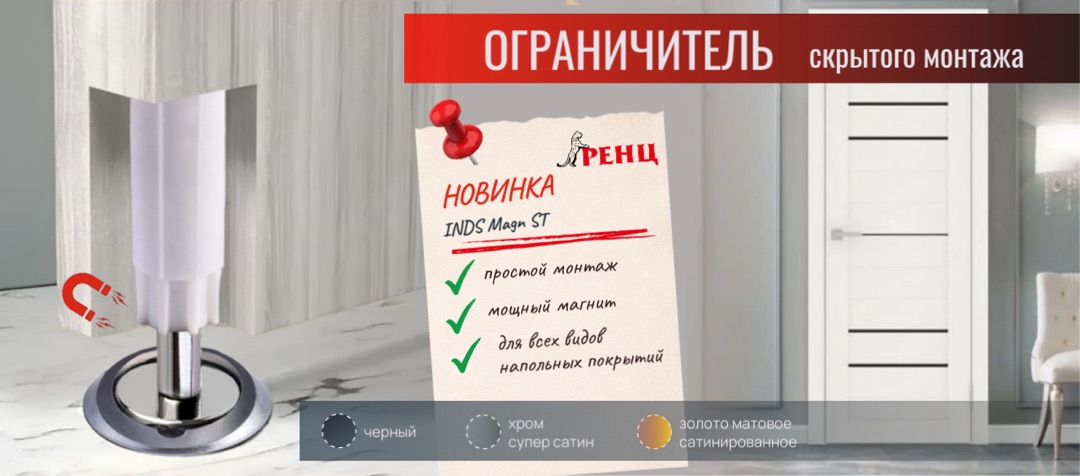 ОГРАНИЧИТЕЛЬ скрытого монтажа
РЕНЦ
НОВИНКА
INDS Magn ST
простой монтаж
мощный магнит
для всех видов
напольных покрытий
черный
хром
супер сатин
золото матовое
сатинированное